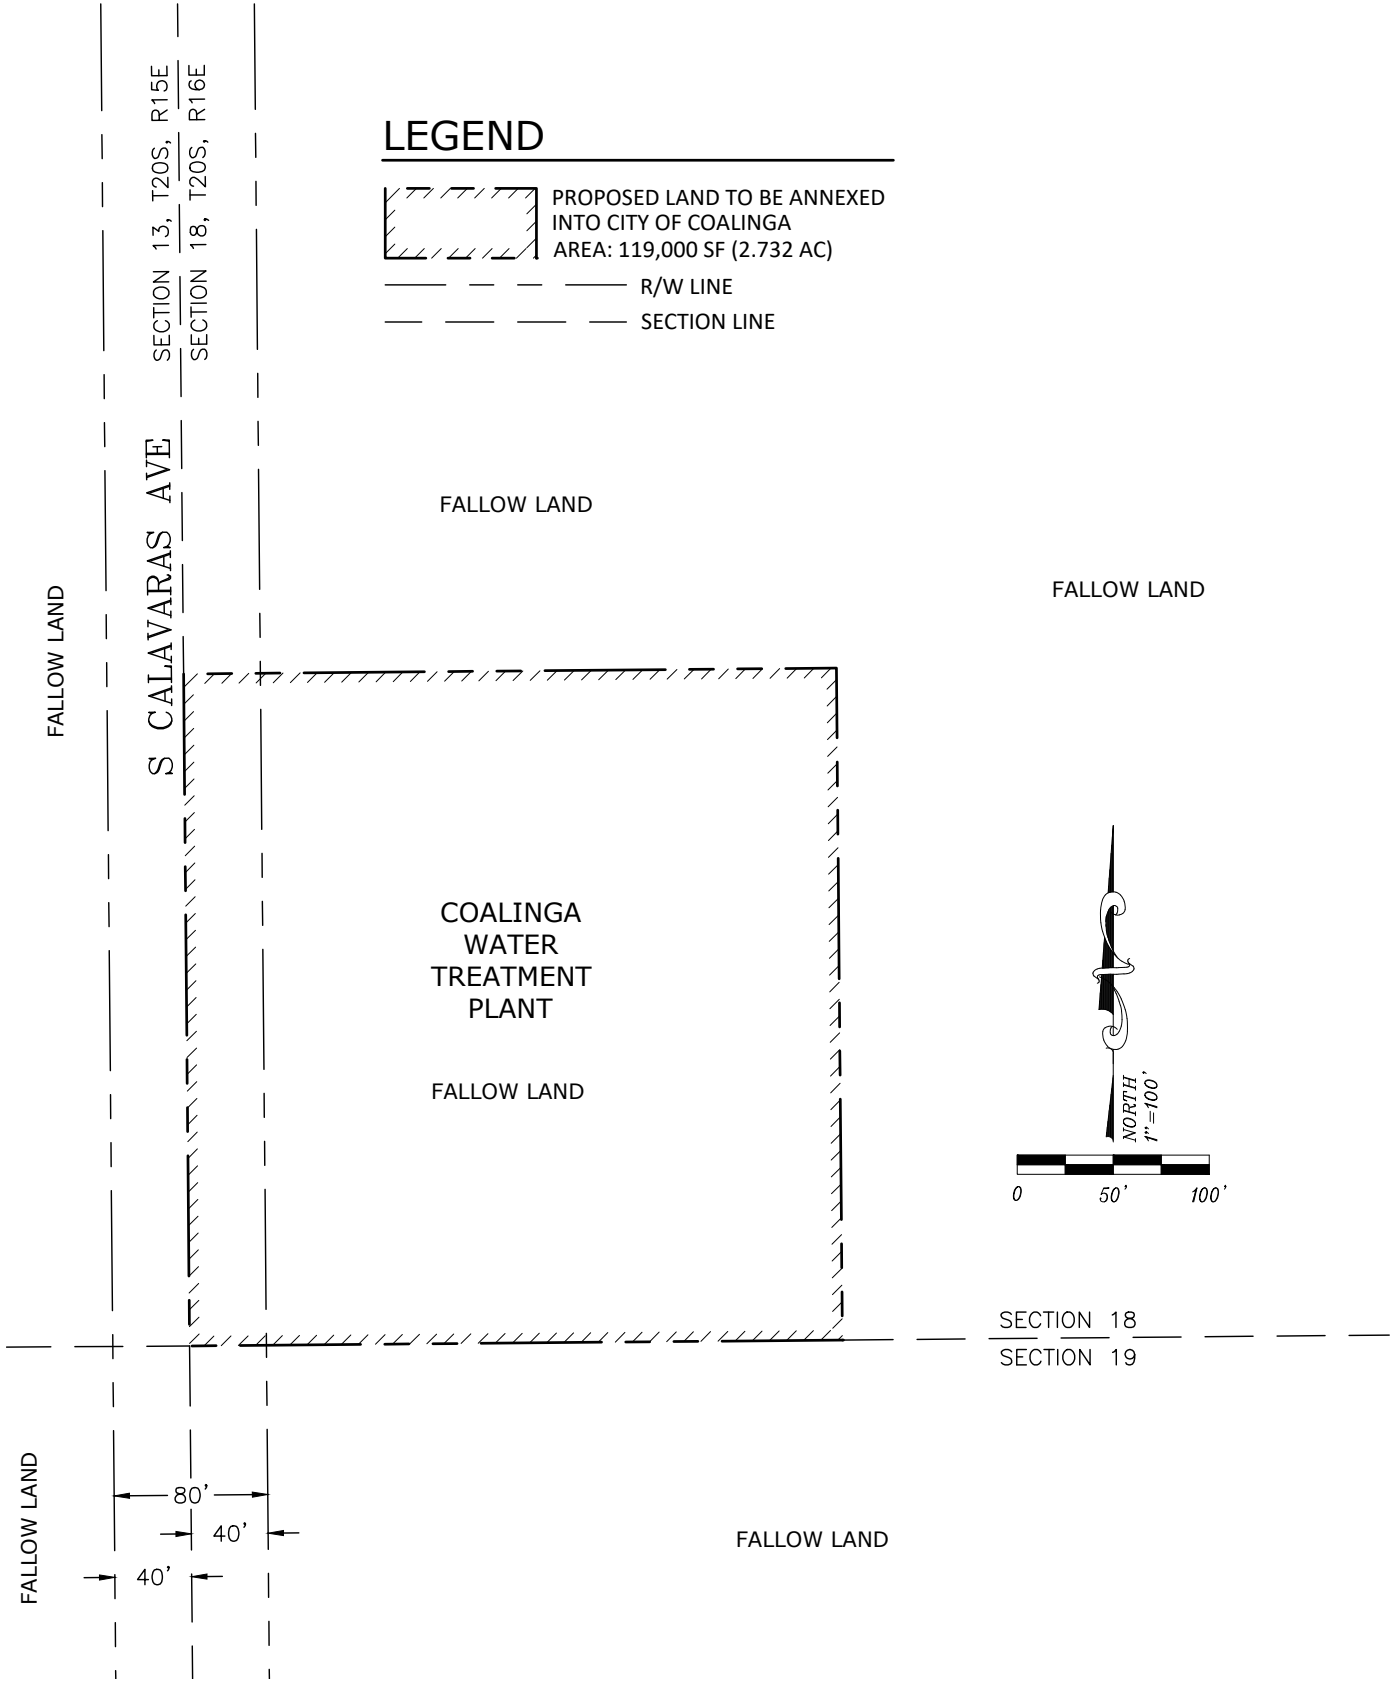 SECTION 13, T20S, R15E
SECTION 18, T20S, R16E
LEGEND
PROPOSED LAND TO BE ANNEXED
INTO CITY OF COALINGA
AREA: 119,000 SF (2.732 AC)
R/W LINE
SECTION LINE
S CALAVARAS AVE
FALLOW LAND
FALLOW LAND
FALLOW LAND
COALINGA
WATER
TREATMENT
PLANT
FALLOW LAND
NORTH
1"=100'
0 50' 100'
SECTION 18
SECTION 19
80'
40'
40'
FALLOW LAND
FALLOW LAND